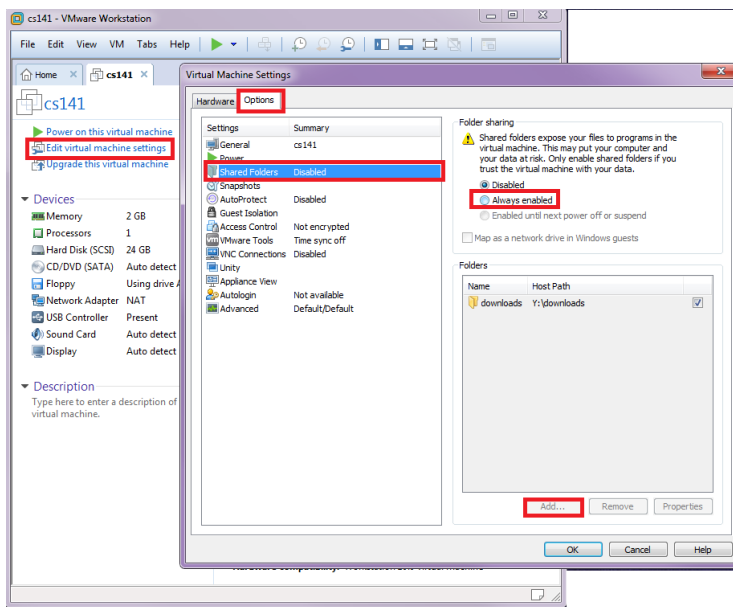 cs141 - VMware Workstation
File Edit View VM Tabs Help
Home cs141
cs141
Power on this virtual machine
Edit virtual machine settings
Upgrade this virtual machine
Devices
Memory 2 GB
Processors 1
Hard Disk (SCSI) 24 GB
CD/DVD (SATA) Auto detect
Floppy Using drive A
Network Adapter NAT
USB Controller Present
Sound Card Auto detect
Display Auto detect
Description
Type here to enter a description of
virtual machine.
Virtual Machine Settings
Hardware Options
Settings Summary
General cs141
Power
Shared Folders Disabled
Snapshots
AutoProtect Disabled
Guest Isolation
Access Control Not encrypted
VMware Tools Time sync off
VNC Connections Disabled
Unity
Appliance View
Autologin Not available
Advanced Default/Default
Folder sharing
Shared folders expose your files to programs in the
virtual machine. This may put your computer and
your data at risk. Only enable shared folders if you
trust the virtual machine with your data.
Disabled
Always enabled
Enabled until next power off or suspend
Map as a network drive in Windows guests
Folders
Name Host Path
downloads Y:\downloads
Add... Remove Properties
OK Cancel Help